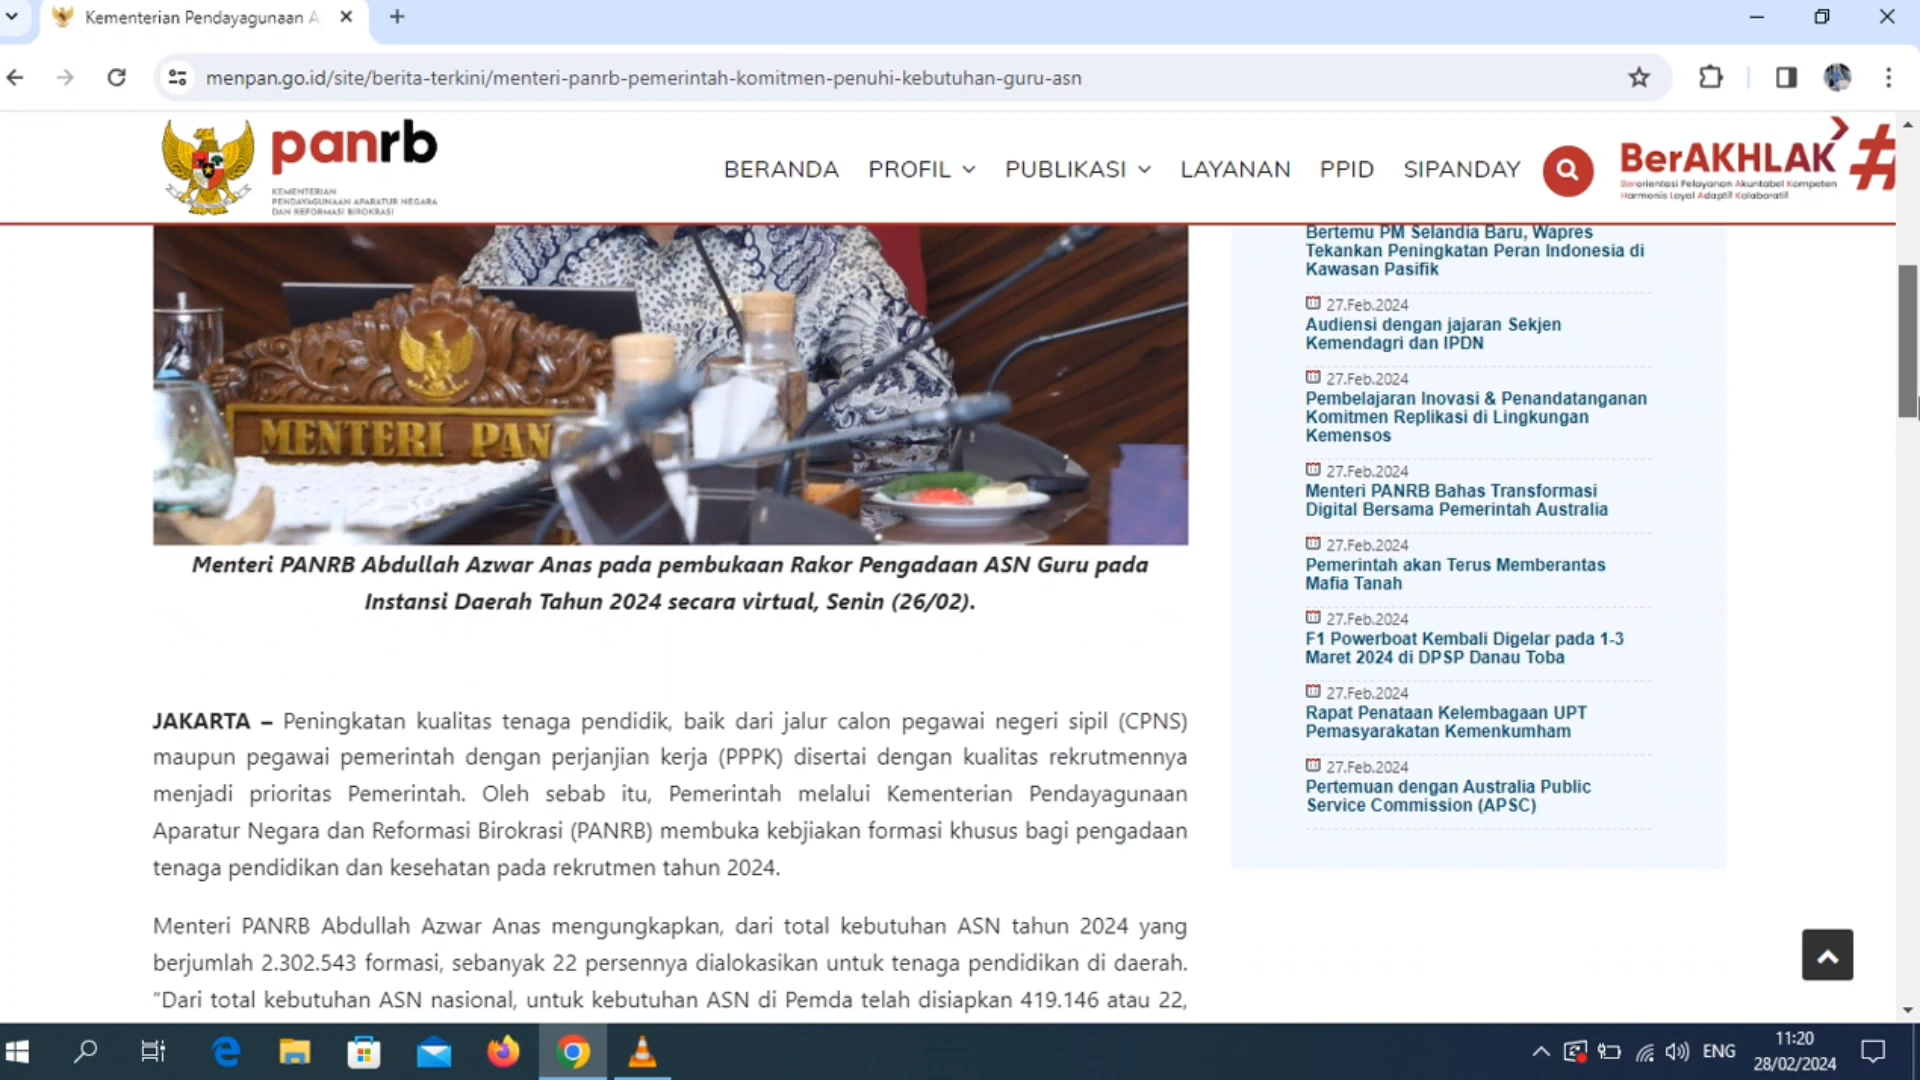 Kementerian Pendayagunaan A
menpan.go.id/site/berita-terkini/menteri-panrb-pemerintah-komitmen-penuhi-kebutuhan-guru-asn
panrb
KEMENTERIAN
PENDAYAGUNAAN APARATUR NEGARA
DAN REFORMASI BIROKRASI
BERANDA PROFIL PUBLIKASI LAYANAN PPID SIPANDAY
BerAKHLAK #
Berorientasi Pelayanan Akuntabel Kompeten
Harmonis Loyal Adaptif Kolaboratif
MENTERI PAN
Menteri PANRB Abdullah Azwar Anas pada pembukaan Rakor Pengadaan ASN Guru pada
Instansi Daerah Tahun 2024 secara virtual, Senin (26/02).
JAKARTA – Peningkatan kualitas tenaga pendidik, baik dari jalur calon pegawai negeri sipil (CPNS)
maupun pegawai pemerintah dengan perjanjian kerja (PPPK) disertai dengan kualitas rekrutmennya
menjadi prioritas Pemerintah. Oleh sebab itu, Pemerintah melalui Kementerian Pendayagunaan
Aparatur Negara dan Reformasi Birokrasi (PANRB) membuka kebjiakan formasi khusus bagi pengadaan
tenaga pendidikan dan kesehatan pada rekrutmen tahun 2024.
Menteri PANRB Abdullah Azwar Anas mengungkapkan, dari total kebutuhan ASN tahun 2024 yang
berjumlah 2.302.543 formasi, sebanyak 22 persennya dialokasikan untuk tenaga pendidikan di daerah.
“Dari total kebutuhan ASN nasional, untuk kebutuhan ASN di Pemda telah disiapkan 419.146 atau 22,
Bertemu PM Selandia Baru, Wapres
Tekankan Peningkatan Peran Indonesia di
Kawasan Pasifik
27.Feb.2024
Audiensi dengan jajaran Sekjen
Kemendagri dan IPDN
27.Feb.2024
Pembelajaran Inovasi & Penandatanganan
Komitmen Replikasi di Lingkungan
Kemensos
27.Feb.2024
Menteri PANRB Bahas Transformasi
Digital Bersama Pemerintah Australia
27.Feb.2024
Pemerintah akan Terus Memberantas
Mafia Tanah
27.Feb.2024
F1 Powerboat Kembali Digelar pada 1-3
Maret 2024 di DPSP Danau Toba
27.Feb.2024
Rapat Penataan Kelembagaan UPT
Pemasyarakatan Kemenkumham
27.Feb.2024
Pertemuan dengan Australia Public
Service Commission (APSC)
ENG
11:20
28/02/2024